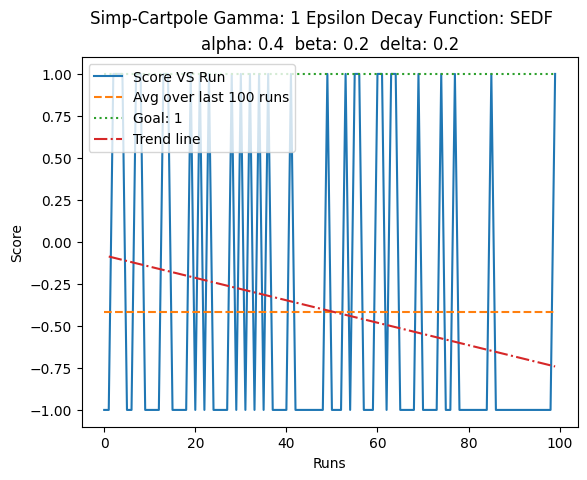 Simp-Cartpole Gamma: 1 Epsilon Decay Function: SEDF
alpha: 0.4  beta: 0.2  delta: 0.2
1.00
0.75
0.50
0.25
0.00
−0.25
−0.50
−0.75
−1.00
Score
Score VS Run
Avg over last 100 runs
Goal: 1
Trend line
0
20
40
60
80
100
Runs